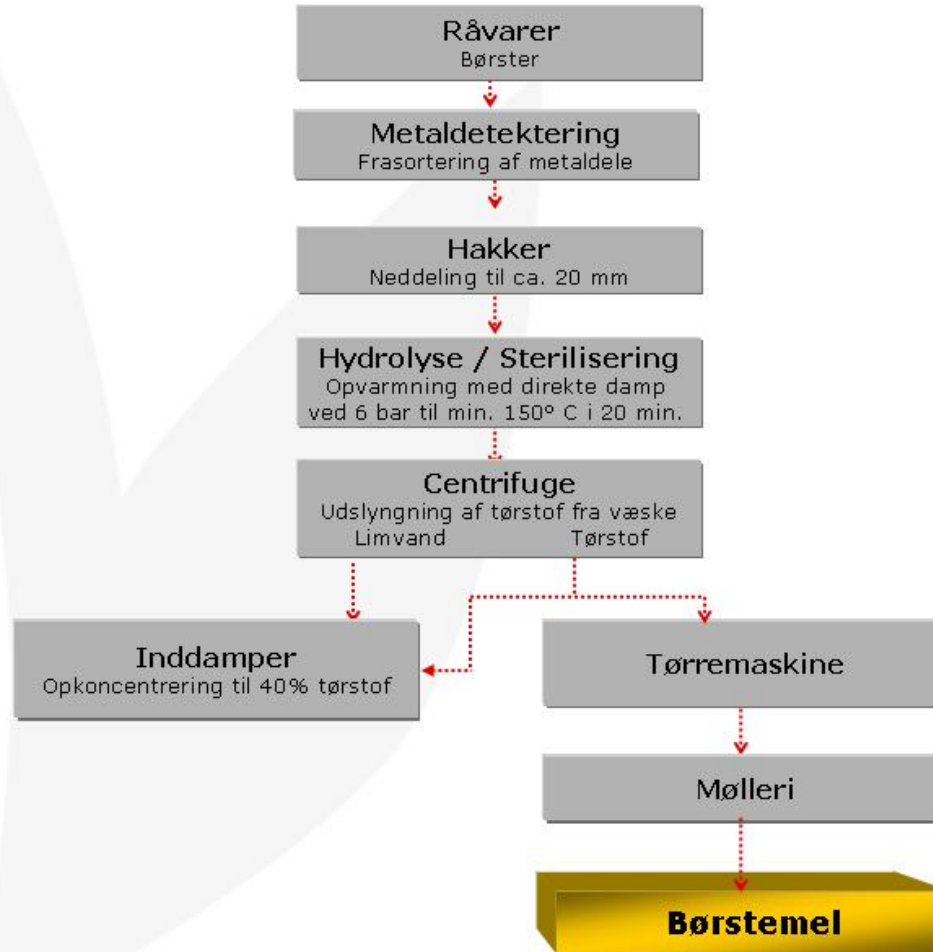 Råvarer
Børster
Metaldetektering
Frasortering af metaldele
Hakker
Neddeling til ca. 20 mm
Hydrolyse / Sterilisering
Opvarmning med direkte damp
ved 6 bar til min. 150º C i 20 min.
Centrifuge
Udslyngning af tørstof fra væske
Limvand Tørstof
Inddamper
Opkoncentrering til 40% tørstof
Tørremaskine
Mølleri
Børstemel